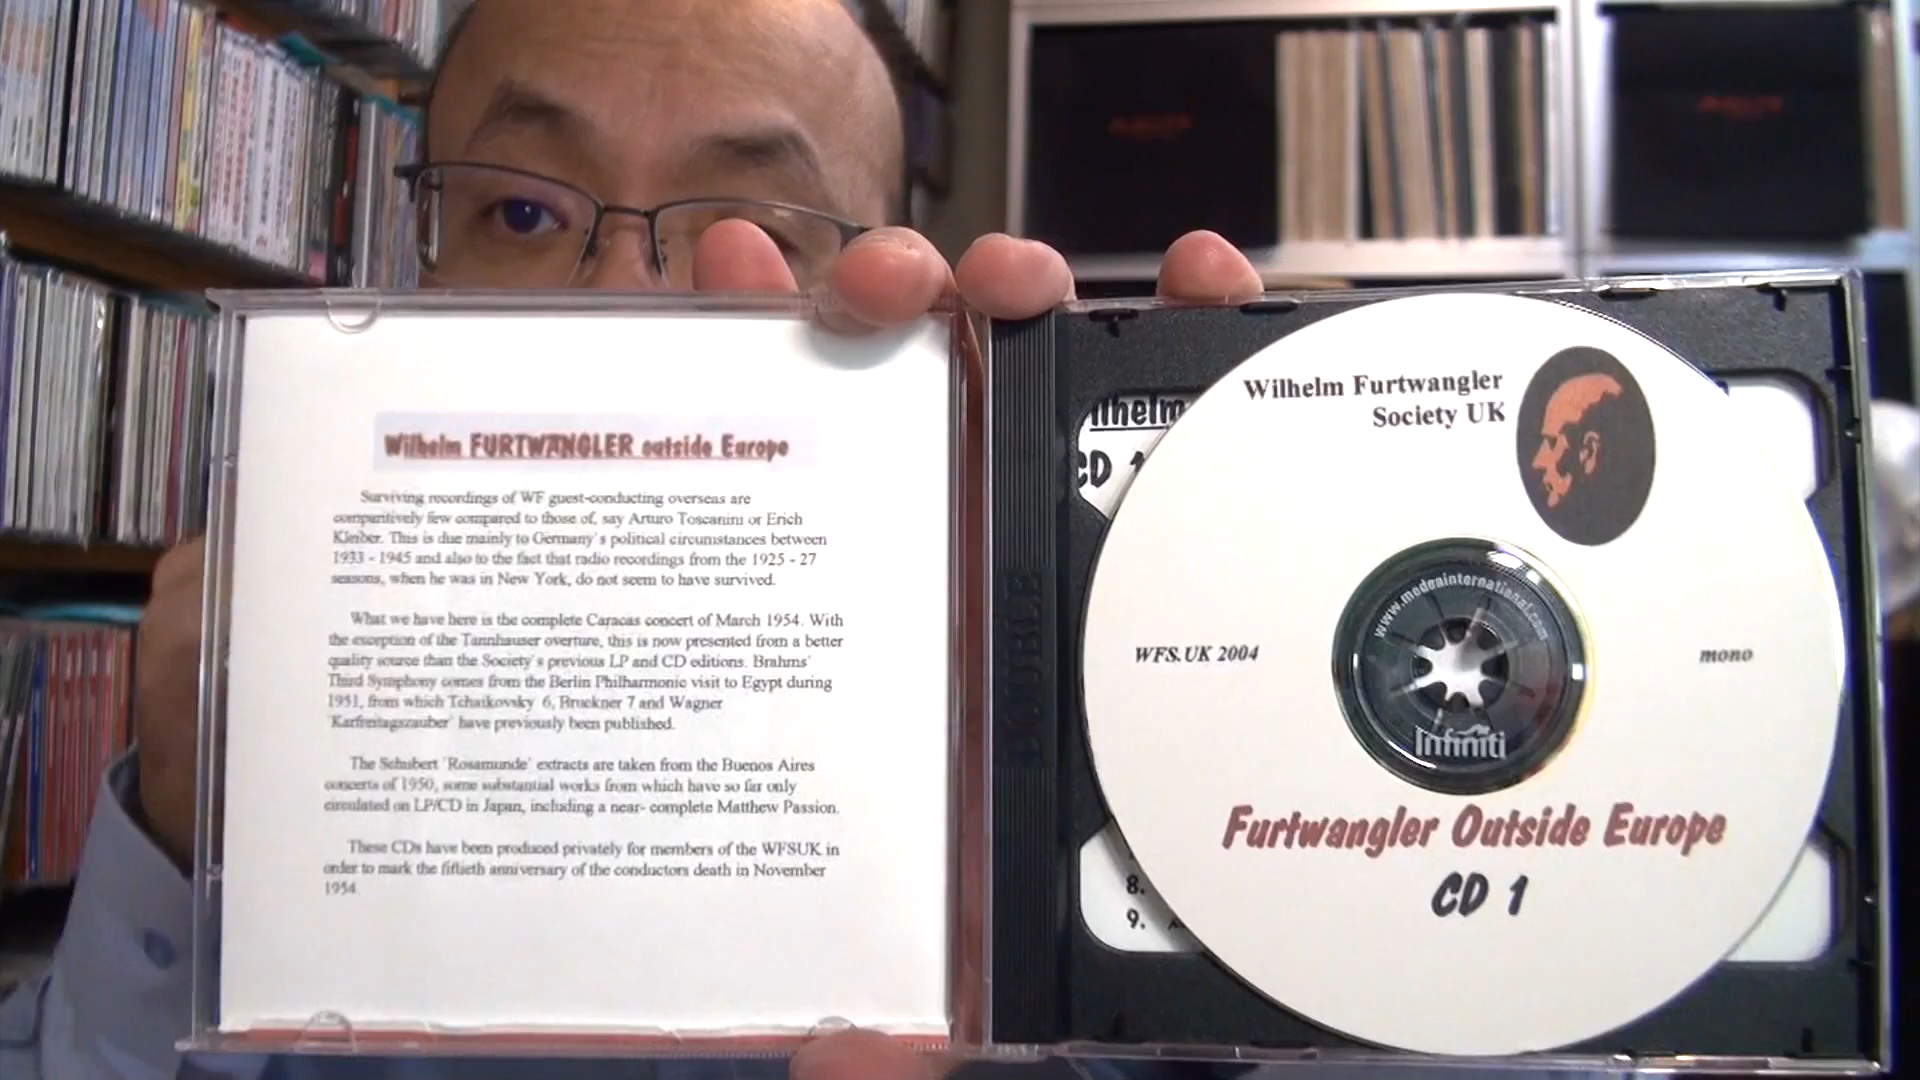 Wilhelm FURTWANGLER outside Europe
Surviving recordings of WF guest-conducting overseas are
comparitively few compared to those of, say Arturo Toscanini or Erich
Kleiber. This is due mainly to Germany's political circumstances between
1933 - 1945 and also to the fact that radio recordings from the 1925 - 27
seasons, when he was in New York, do not seem to have survived.
What we have here is the complete Caracas concert of March 1954. With
the exception of the Tannhauser overture, this is now presented from a better
quality source than the Society's previous LP and CD editions. Brahms'
Third Symphony comes from the Berlin Philharmonic visit to Egypt during
1951, from which Tchaikovsky 6, Bruckner 7 and Wagner
'Karfreitagszauber' have previously been published.
The Schubert 'Rosamunde' extracts are taken from the Buenos Aires
concerts of 1950, some substantial works from which have so far only
circulated on LP/CD in Japan, including a near- complete Matthew Passion.
These CDs have been produced privately for members of the WFSUK in
order to mark the fiftieth anniversary of the conductors death in November
1954.
DOUBLE
ilhelm
CD 1
8.
9.
Wilhelm Furtwangler
Society UK
www.medeainternational.com
WFS.UK 2004
mono
Infiniti
Furtwangler Outside Europe
CD 1